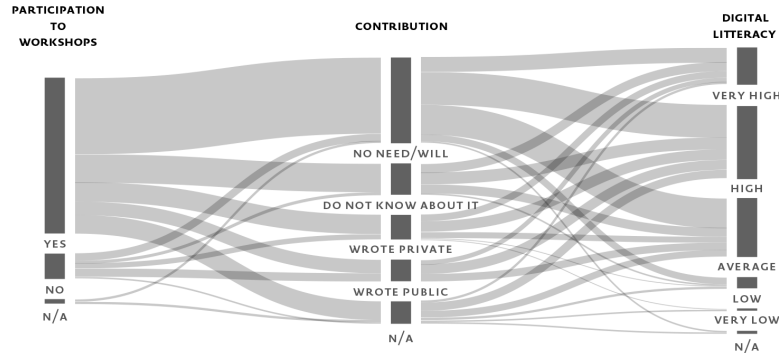 PARTICIPATION
TO
WORKSHOPS
YES
NO
N/A
CONTRIBUTION
NO NEED/WILL
DO NOT KNOW ABOUT IT
WROTE PRIVATE
WROTE PUBLIC
N/A
DIGITAL
LITTERACY
VERY HIGH
HIGH
AVERAGE
LOW
VERY LOW
N/A